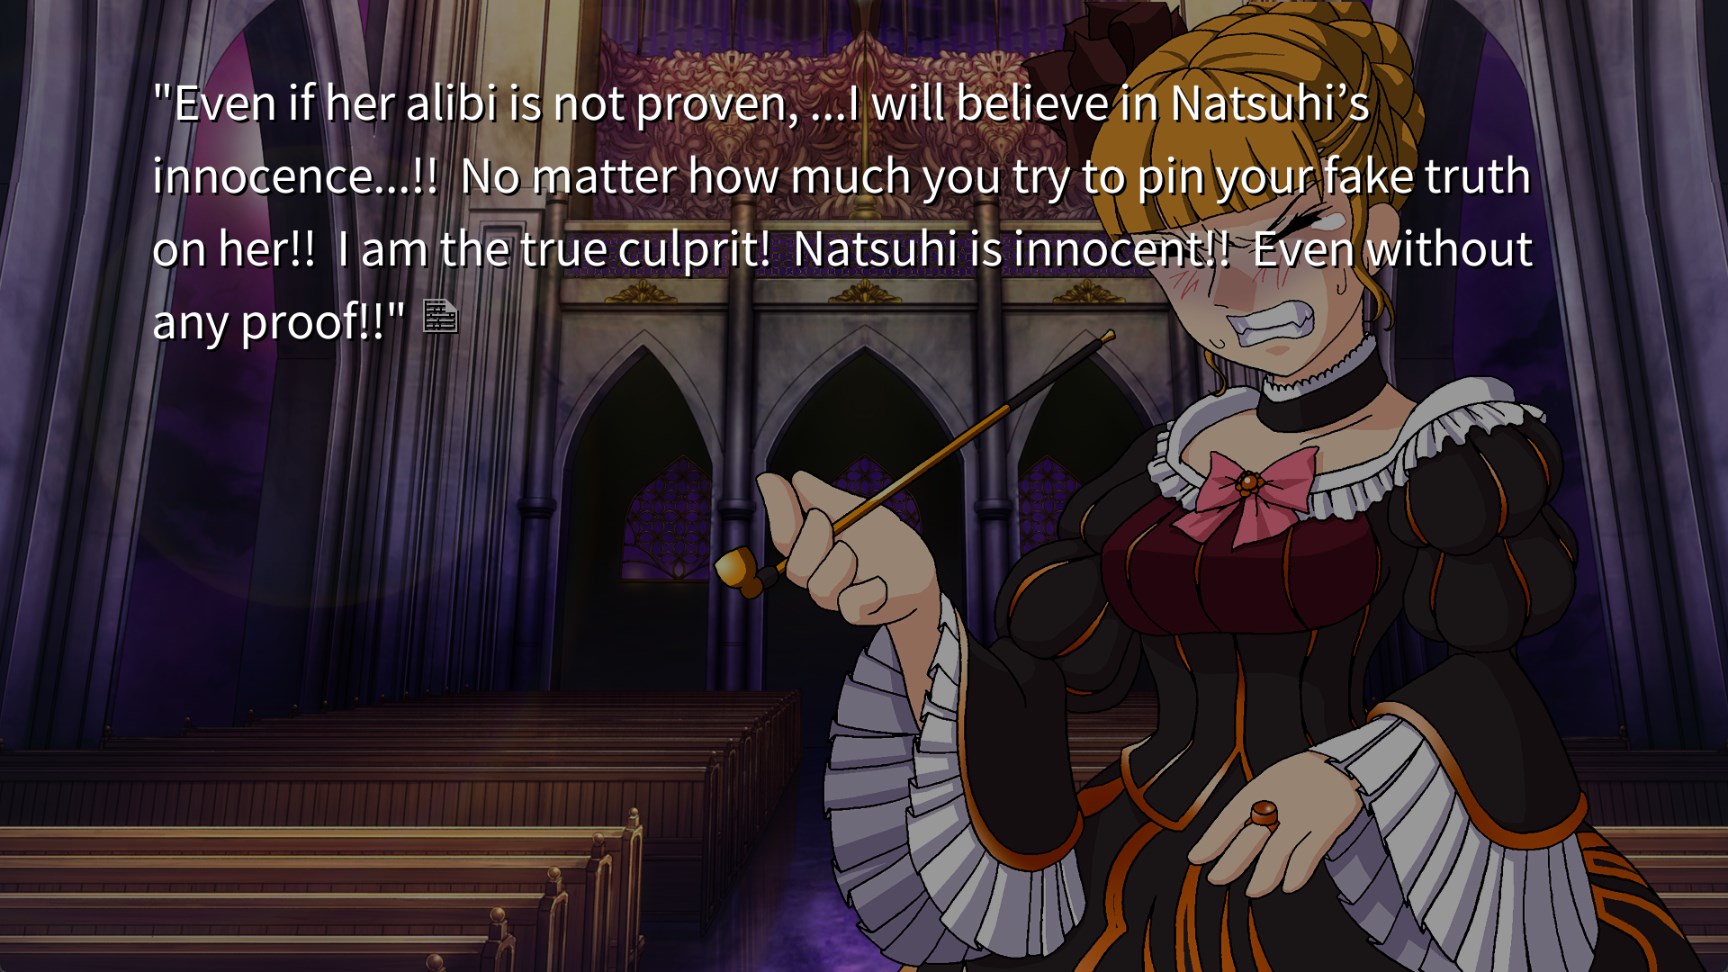 "Even if her alibi is not proven, ...I will believe in Natsuhi’s
innocence...!!  No matter how much you try to pin your fake truth
on her!!  I am the true culprit!  Natsuhi is innocent!!  Even without
any proof!!"